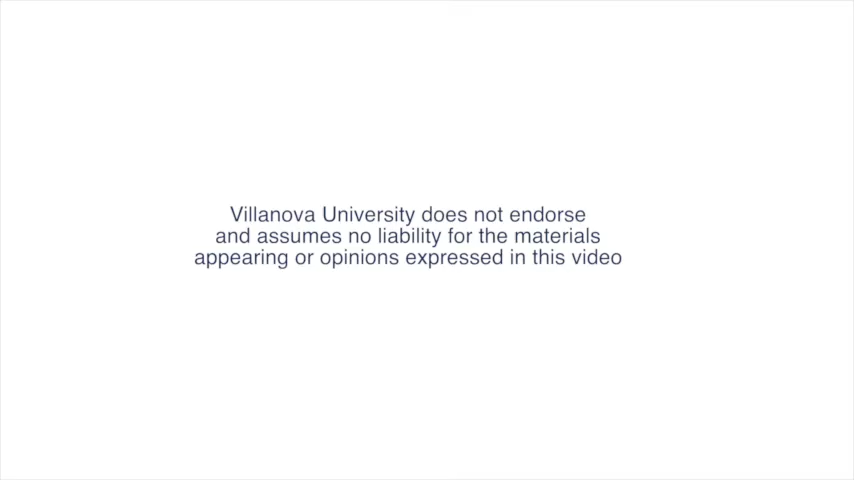 Villanova University does not endorse
and assumes no liability for the materials
appearing or opinions expressed in this video